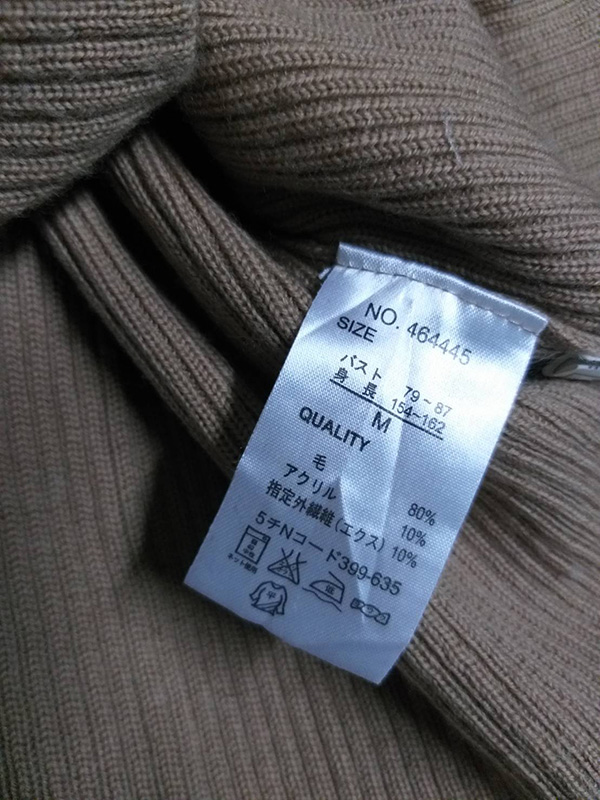 NO. 464445
SIZE
バスト 79~87
身長 154~162
M
QUALITY
毛 80%
アクリル 10%
指定外繊維(エクス) 10%
5チNコード399-635
低
平